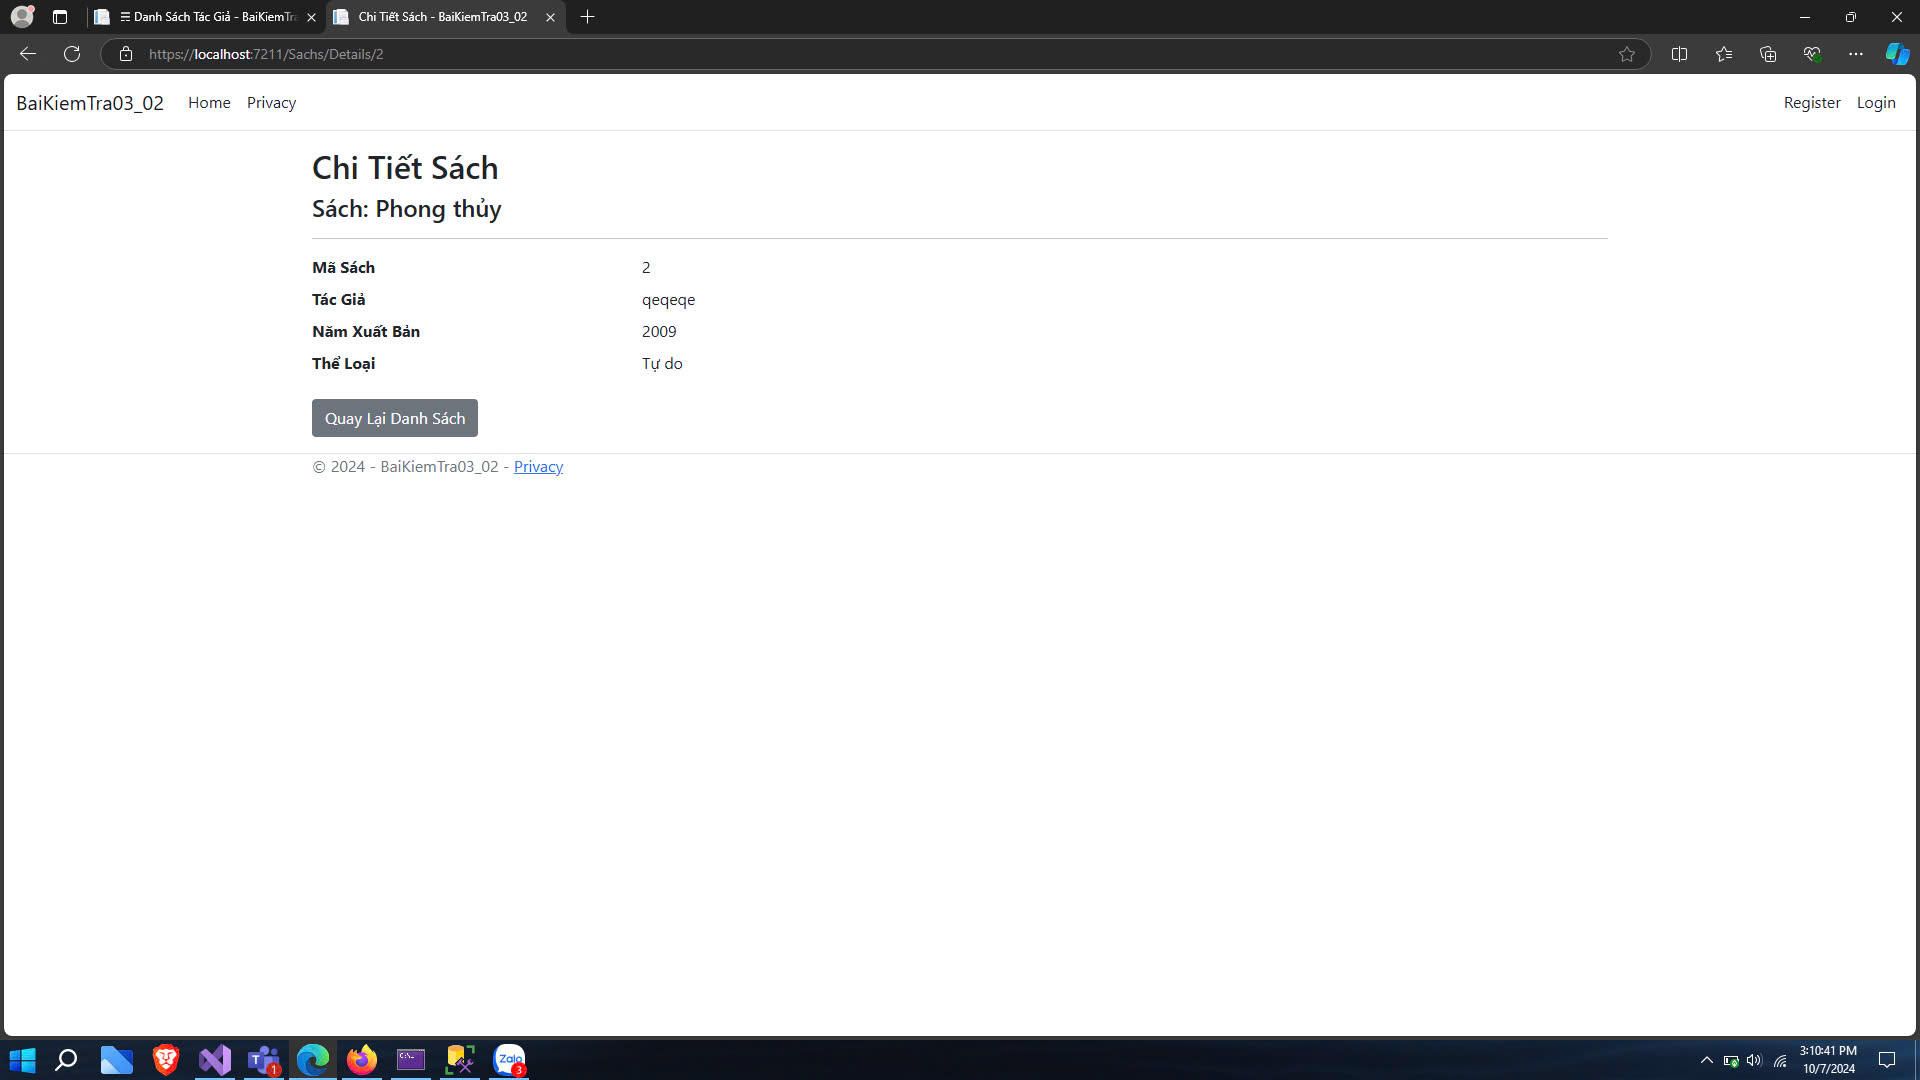 ☰ Danh Sách Tác Giả - BaiKiemTra
Chi Tiết Sách - BaiKiemTra03_02
https://localhost:7211/Sachs/Details/2
BaiKiemTra03_02 Home Privacy Register Login
Chi Tiết Sách
Sách: Phong thủy
Mã Sách 2
Tác Giả qeqeqe
Năm Xuất Bản 2009
Thể Loại Tự do
Quay Lại Danh Sách
© 2024 - BaiKiemTra03_02 - Privacy
T 1
C:\_
Zalo 3
3:10:41 PM
10/7/2024